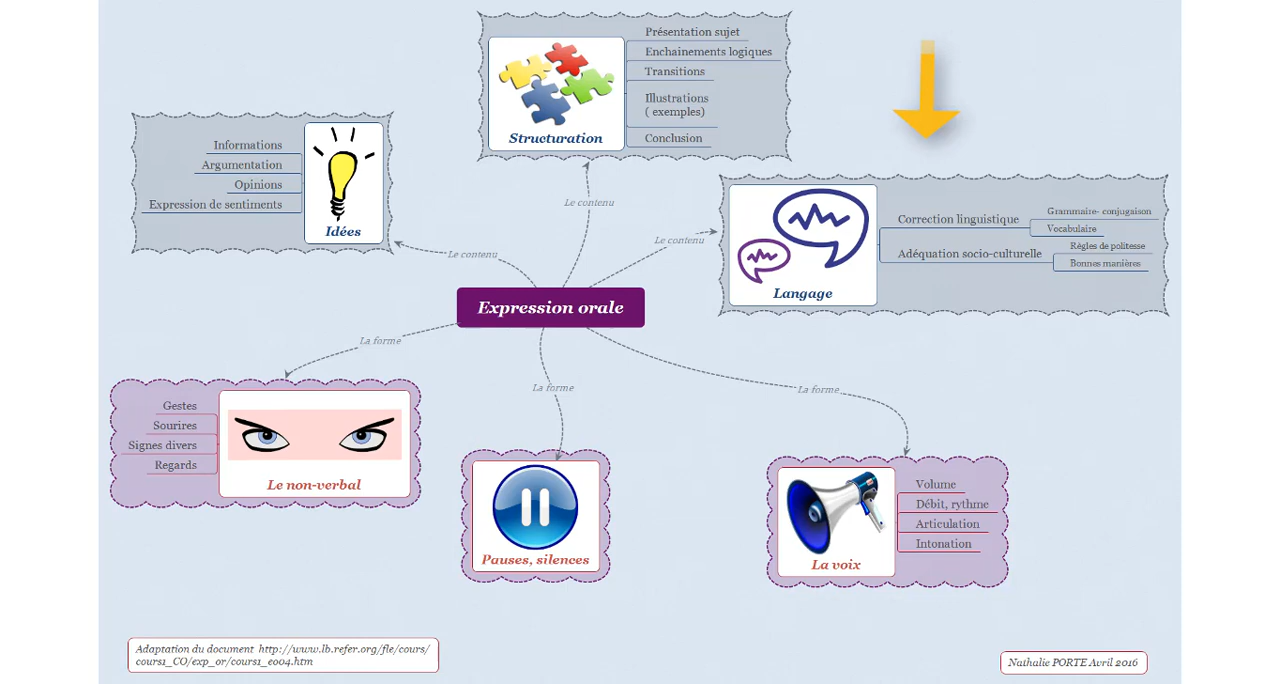 Présentation sujet
Enchainements logiques
Transitions
Illustrations
( exemples)
Conclusion
Structuration
Informations
Argumentation
Opinions
Expression de sentiments
Idées
Le contenu
Le contenu
Le contenu
Correction linguistique
Grammaire- conjugaison
Vocabulaire
Adéquation socio-culturelle
Règles de politesse
Bonnes manières
Langage
Expression orale
La forme
La forme
La forme
Gestes
Sourires
Signes divers
Regards
Le non-verbal
Pauses, silences
Volume
Débit, rythme
Articulation
Intonation
La voix
Adaptation du document http://www.lb.refer.org/fle/cours/
cours1_CO/exp_or/cours1_eo04.htm
Nathalie PORTE Avril 2016